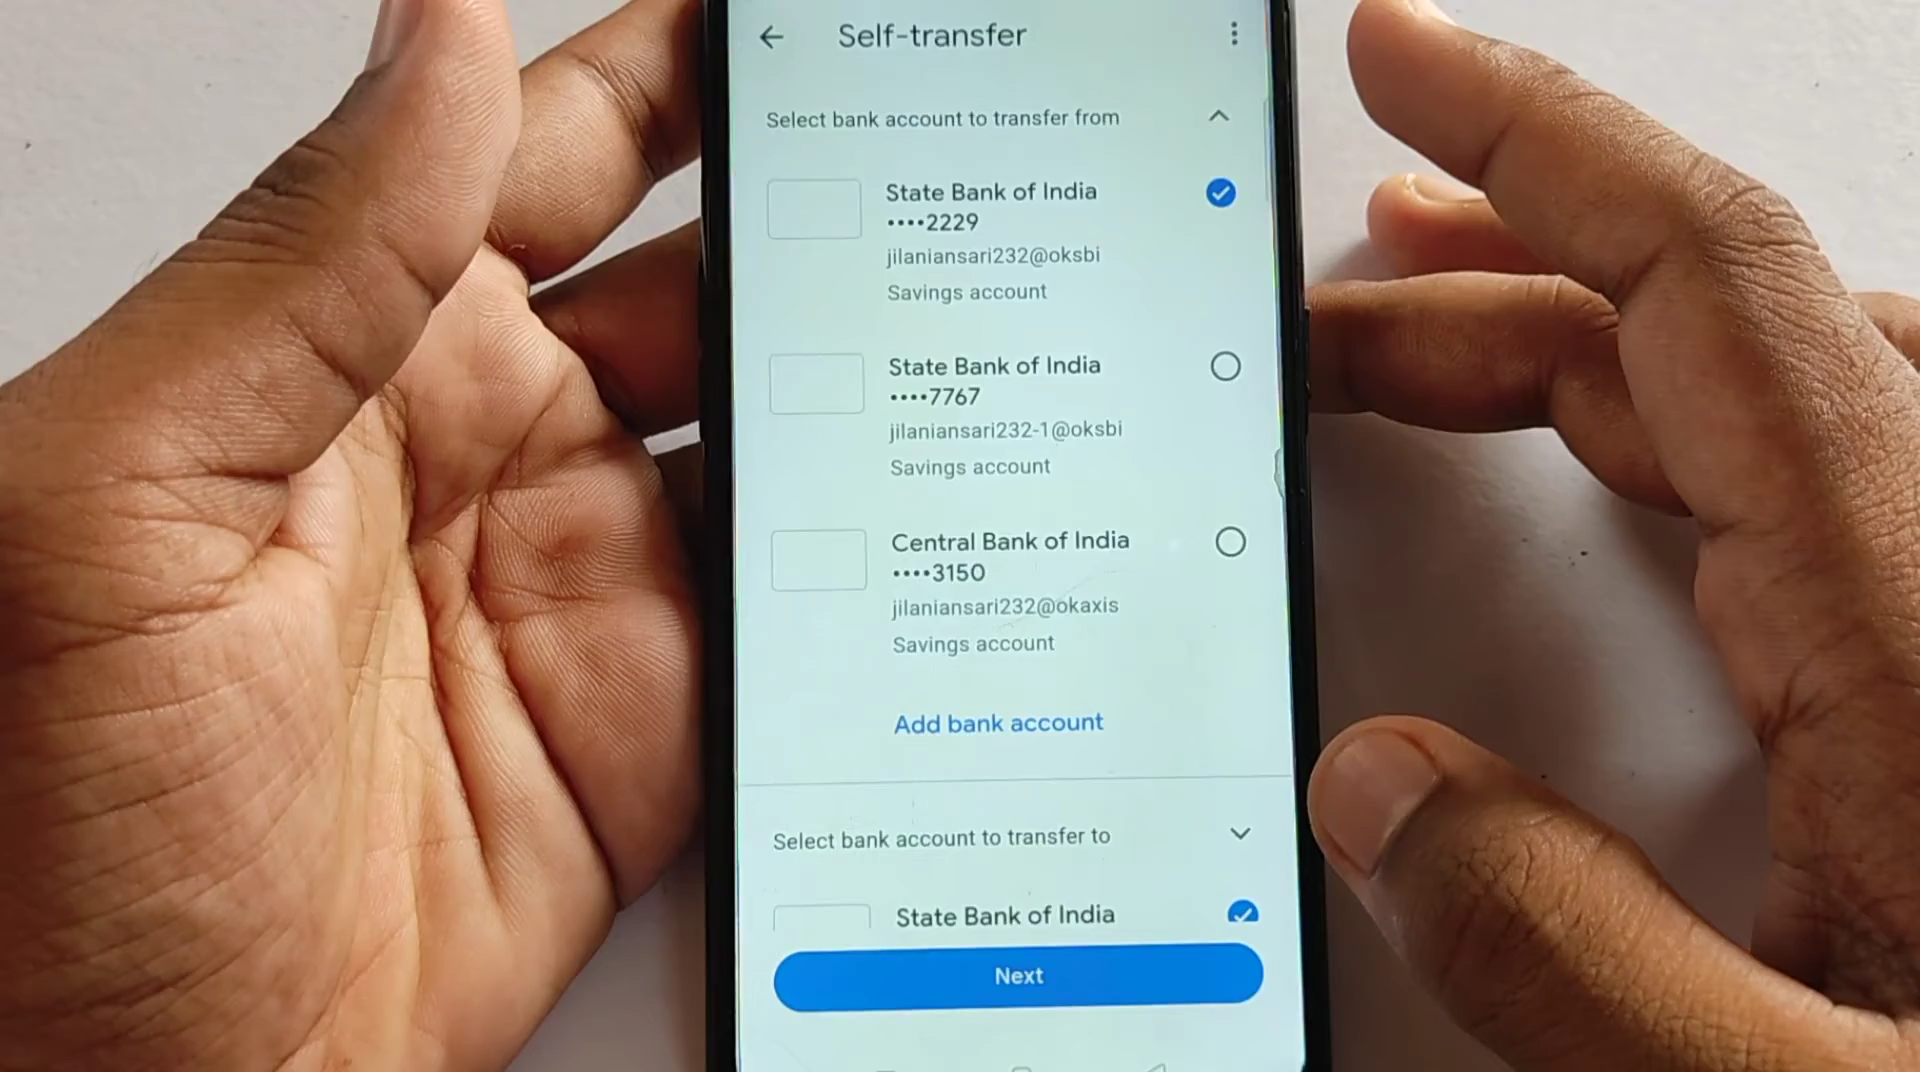 Self-transfer
Select bank account to transfer from
State Bank of India
••••2229
jilaniansari232@oksbi
Savings account
State Bank of India
••••7767
jilaniansari232-1@oksbi
Savings account
Central Bank of India
••••3150
jilaniansari232@okaxis
Savings account
Add bank account
Select bank account to transfer to
State Bank of India
Next